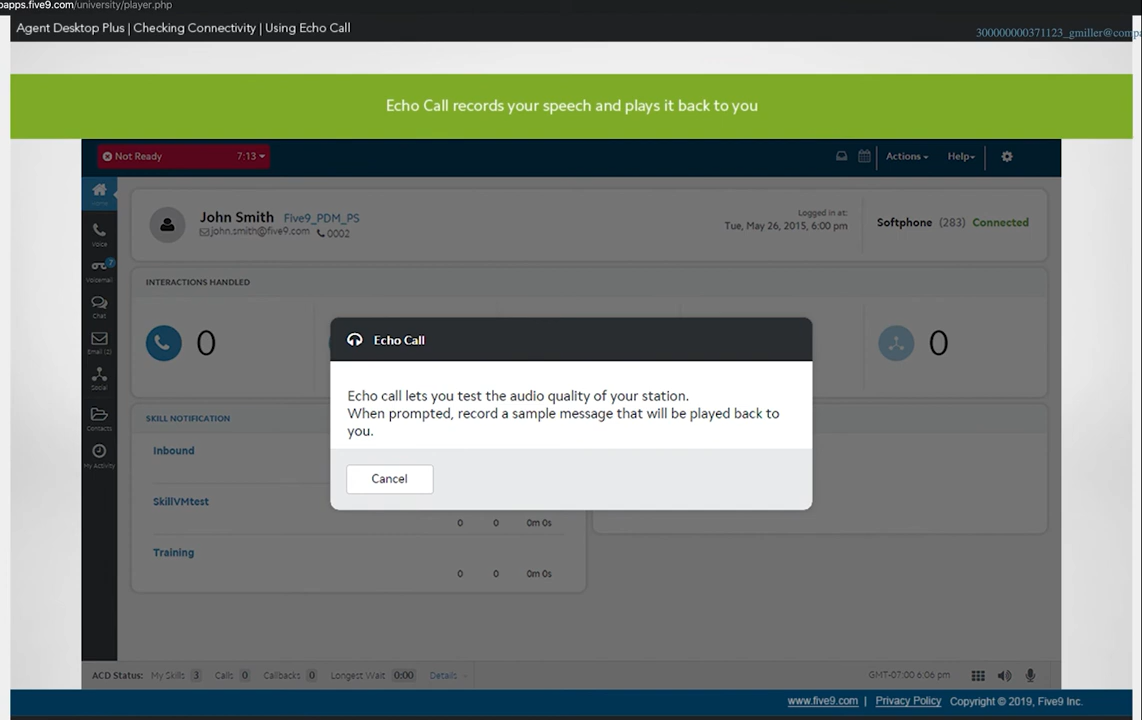 oapps.five9.com/university/player.php
Agent Desktop Plus | Checking Connectivity | Using Echo Call
300000000371123_gmiller@compa
Echo Call records your speech and plays it back to you
Not Ready 7:13
Actions Help
Home
John Smith Five9_PDM_PS
john.smith@five9.com 0002
Logged in at:
Tue, May 26, 2015, 6:00 pm
Softphone (283) Connected
Voice
7
Voicemail
Chat
Email (2)
Social
Contacts
My Activity
INTERACTIONS HANDLED
0
0
Echo Call
Echo call lets you test the audio quality of your station.
When prompted, record a sample message that will be played back to
you.
Cancel
SKILL NOTIFICATION
Inbound
SkillVMtest
0 0 0m 0s
Training
0 0 0m 0s
ACD Status: My Skills 3 Calls 0 Callbacks 0 Longest Wait 0:00 Details
GMT-07:00 6:06 pm
www.five9.com | Privacy Policy Copyright © 2019, Five9 Inc.